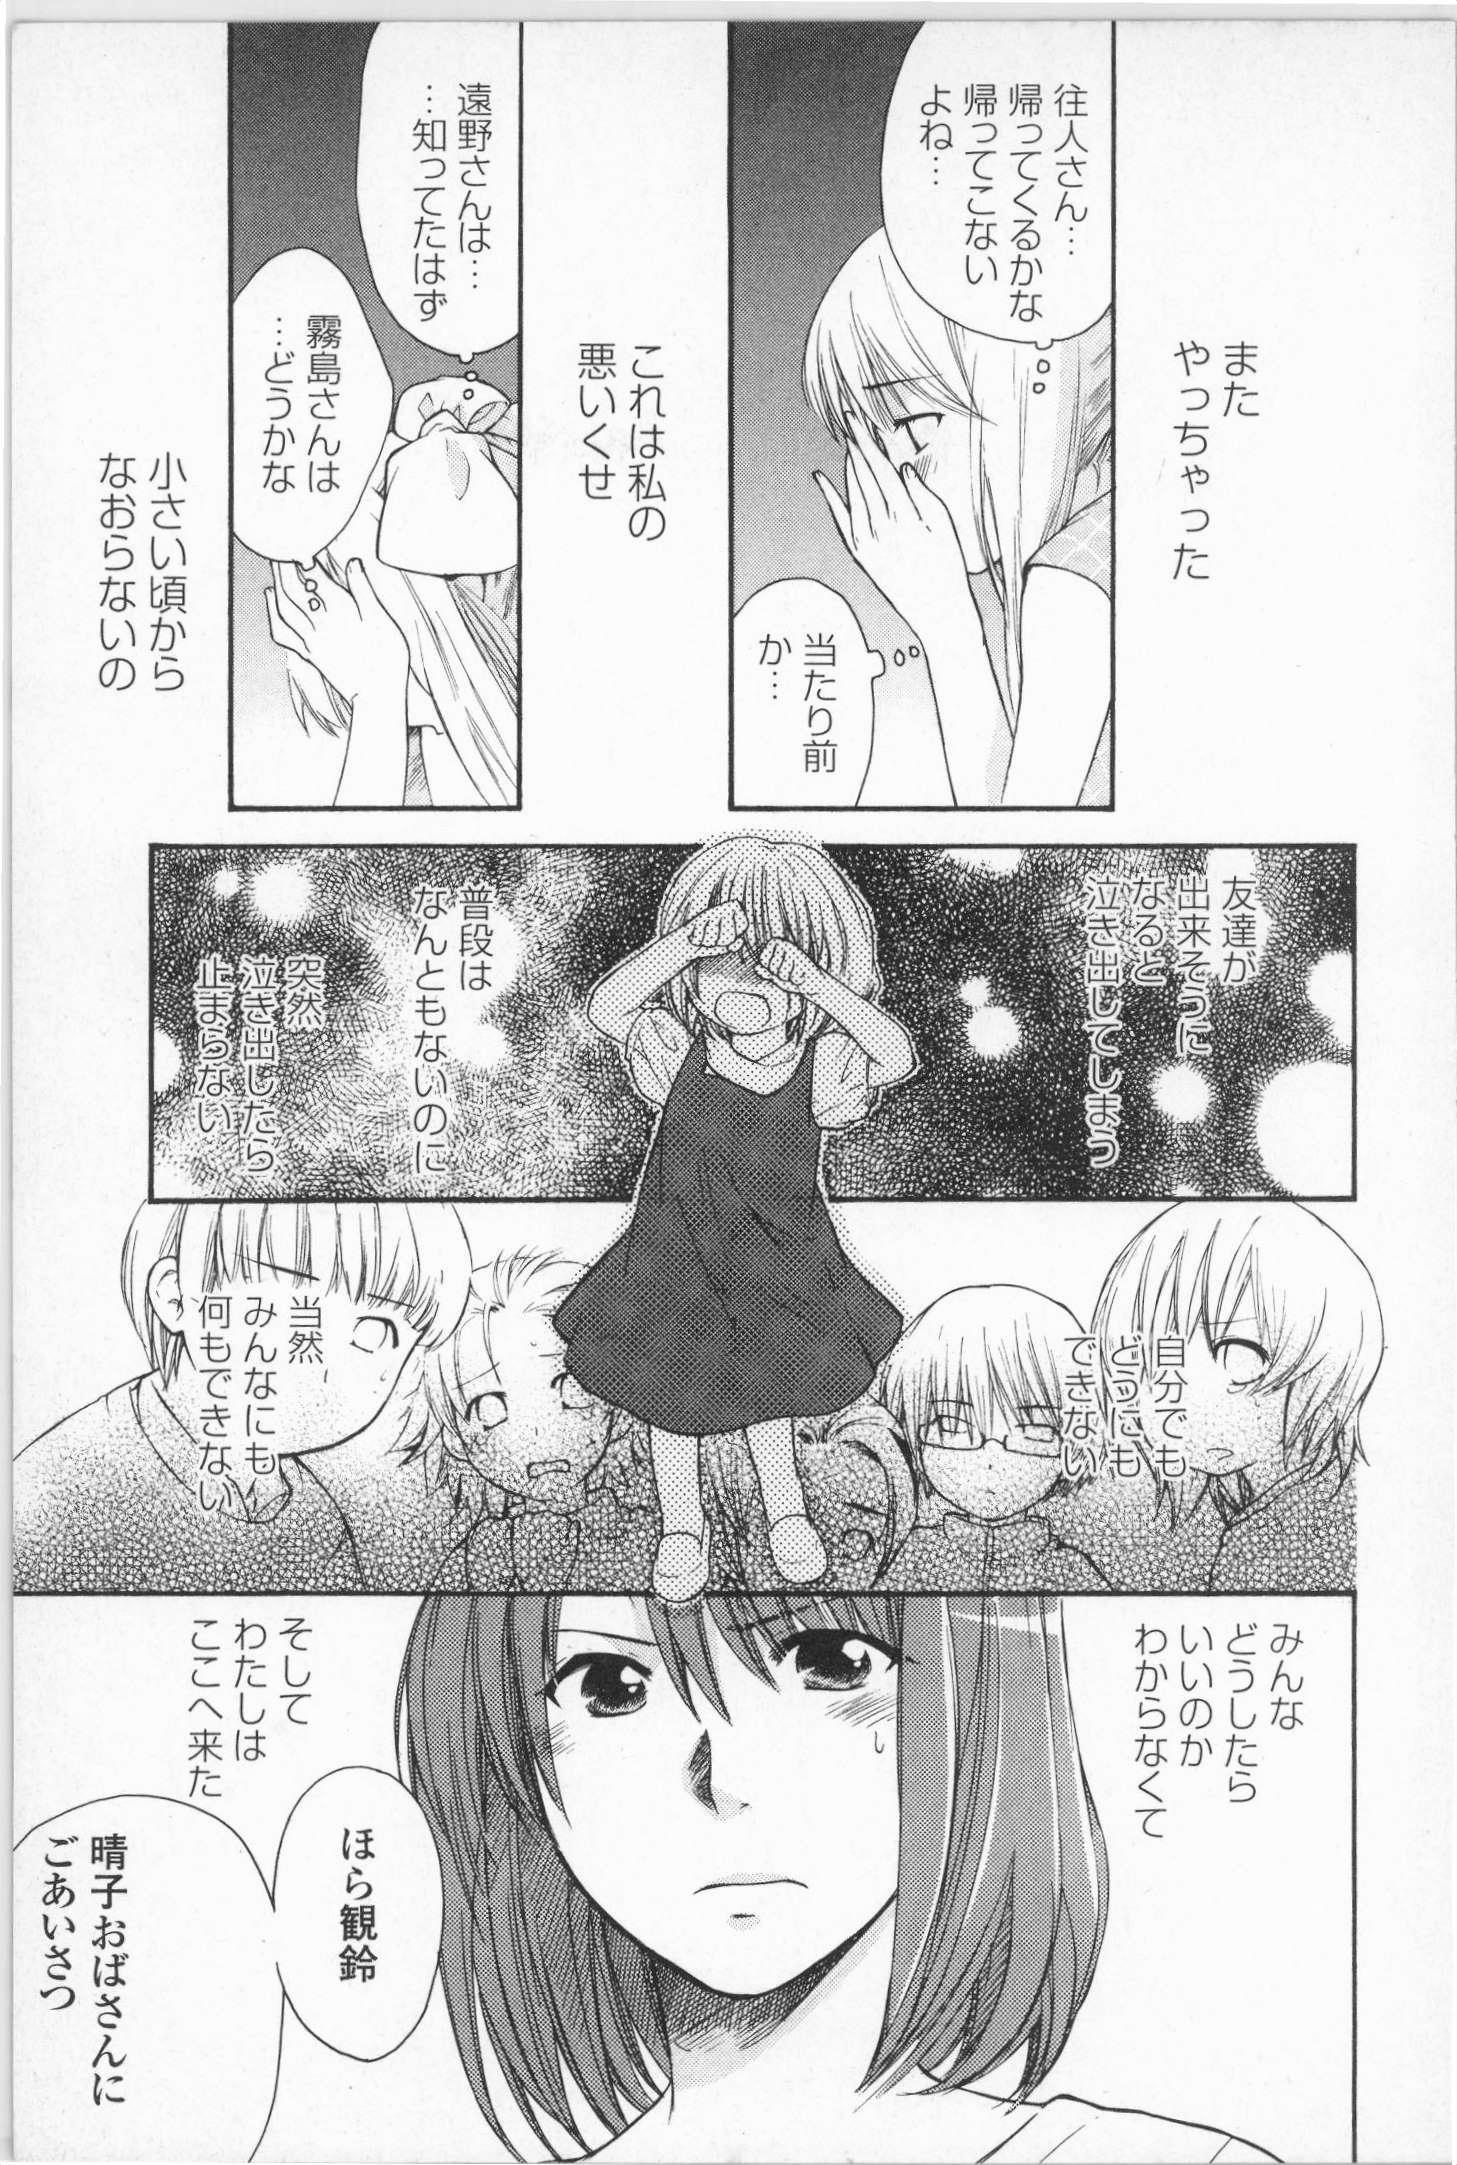 また
やっちゃった
往人さん…
帰ってくるかな
帰ってこない
よね…
当たり前
か…
これは私の
悪いくせ
遠野さんは…
…知ってたはず
霧島さんは
…どうかな
小さい頃から
なおらないの
友達が
出来そうに
なると
泣き出してしまう
普段は
なんともないのに
突然
泣き出したら
止まらない
自分でも
どうにも
できない
当然
みんなにも
何もできない
みんな
どうしたら
いいのか
わからなくて
そして
わたしは
ここへ来た
ほら観鈴
晴子おばさんに
ごあいさつ